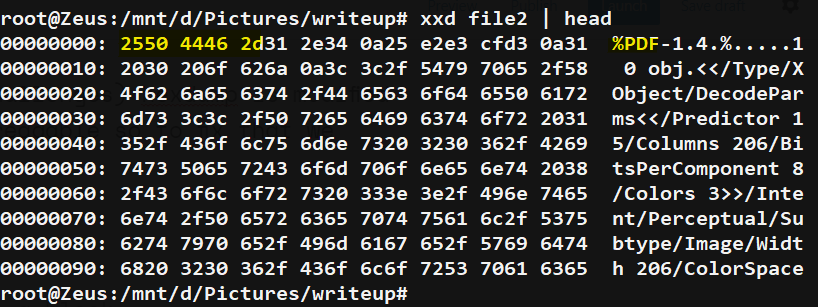 root@Zeus:/mnt/d/Pictures/writeup# xxd file2 | head
00000000: 2550 4446 2d31 2e34 0a25 e2e3 cfd3 0a31  %PDF-1.4.%.....1
00000010: 2030 206f 626a 0a3c 3c2f 5479 7065 2f58   0 obj.<</Type/X
00000020: 4f62 6a65 6374 2f44 6563 6f64 6550 6172  Object/DecodePar
00000030: 6d73 3c3c 2f50 7265 6469 6374 6f72 2031  ms<</Predictor 1
00000040: 352f 436f 6c75 6d6e 7320 3230 362f 4269  5/Columns 206/Bi
00000050: 7473 5065 7243 6f6d 706f 6e65 6e74 2038  tsPerComponent 8
00000060: 2f43 6f6c 6f72 7320 333e 3e2f 496e 7465  /Colors 3>>/Inte
00000070: 6e74 2f50 6572 6365 7074 7561 6c2f 5375  nt/Perceptual/Su
00000080: 6274 7970 652f 496d 6167 652f 5769 6474  btype/Image/Widt
00000090: 6820 3230 362f 436f 6c6f 7253 7061 6365  h 206/ColorSpace
root@Zeus:/mnt/d/Pictures/writeup#